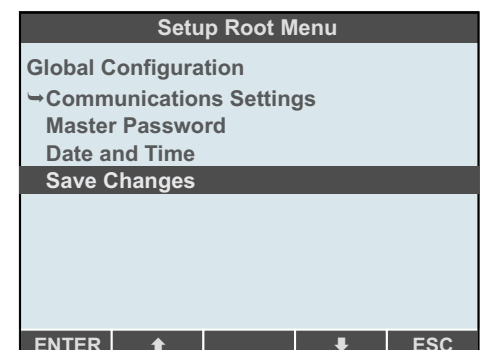 Setup Root Menu
Global Configuration
➥Communications Settings
Master Password
Date and Time
Save Changes
ENTER ⬆ ⬇ ESC